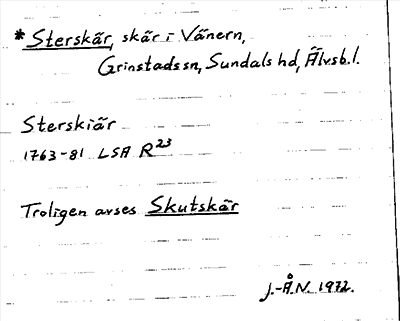 * Sterskär, skär i Vänern,
Grinstads sn, Sundals hd, Älvsb. l.
Sterskiär
1763-81 LSA R23
Troligen avses Skutskär
J.-Å.N. 1972.